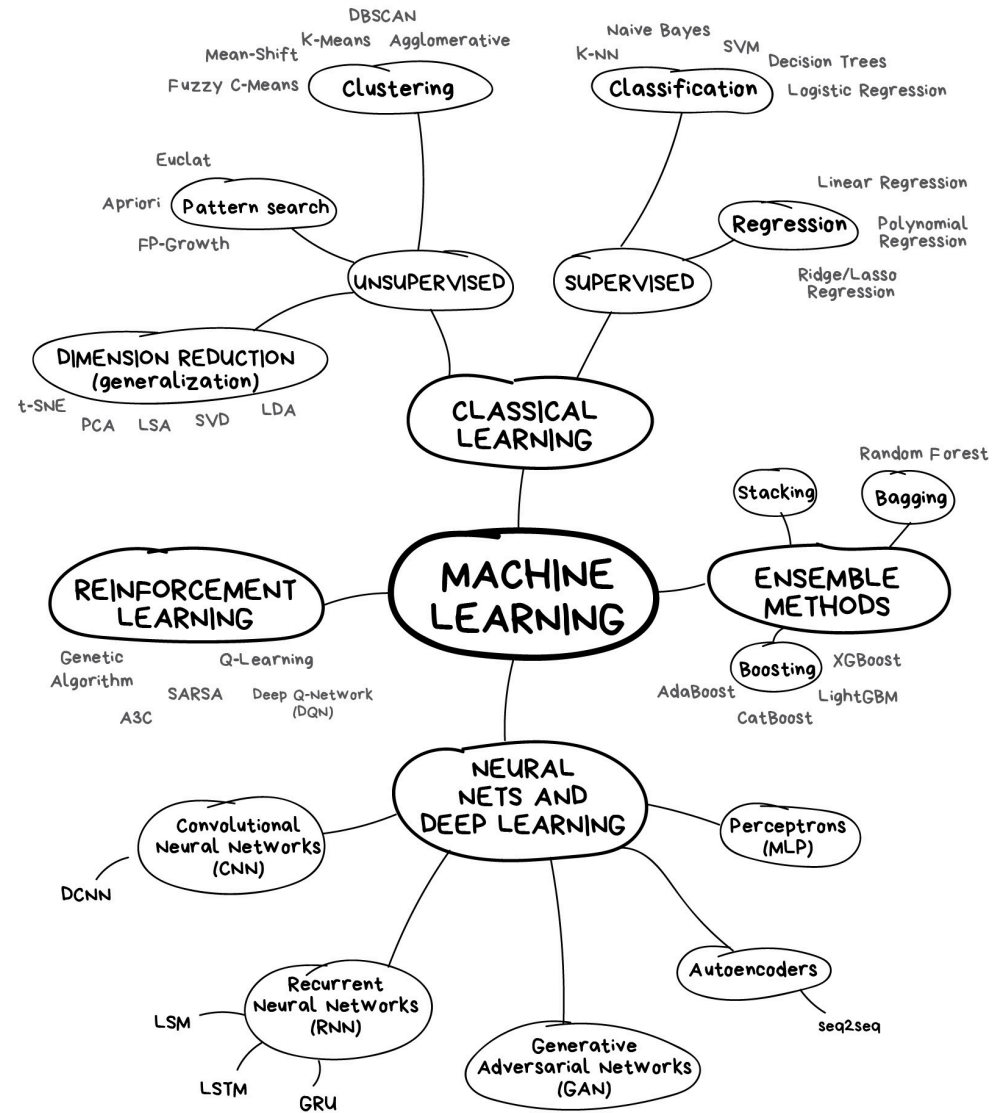 DBSCAN
K-Means
Agglomerative
Mean-Shift
Fuzzy C-Means
Clustering
Naive Bayes
K-NN
SVM
Decision Trees
Classification
Logistic Regression
Euclat
Apriori
Pattern search
FP-Growth
Linear Regression
Regression
Polynomial
Regression
Ridge/Lasso
Regression
UNSUPERVISED
SUPERVISED
DIMENSION REDUCTION
(generalization)
t-SNE
PCA
LSA
SVD
LDA
CLASSICAL
LEARNING
Random Forest
Stacking
Bagging
MACHINE
LEARNING
REINFORCEMENT
LEARNING
ENSEMBLE
METHODS
Genetic
Algorithm
Q-Learning
SARSA
Deep Q-Network
(DQN)
A3C
Boosting
XGBoost
AdaBoost
LightGBM
CatBoost
NEURAL
NETS AND
DEEP LEARNING
Convolutional
Neural Networks
(CNN)
DCNN
Perceptrons
(MLP)
Recurrent
Neural Networks
(RNN)
LSM
LSTM
GRU
Autoencoders
seq2seq
Generative
Adversarial Networks
(GAN)